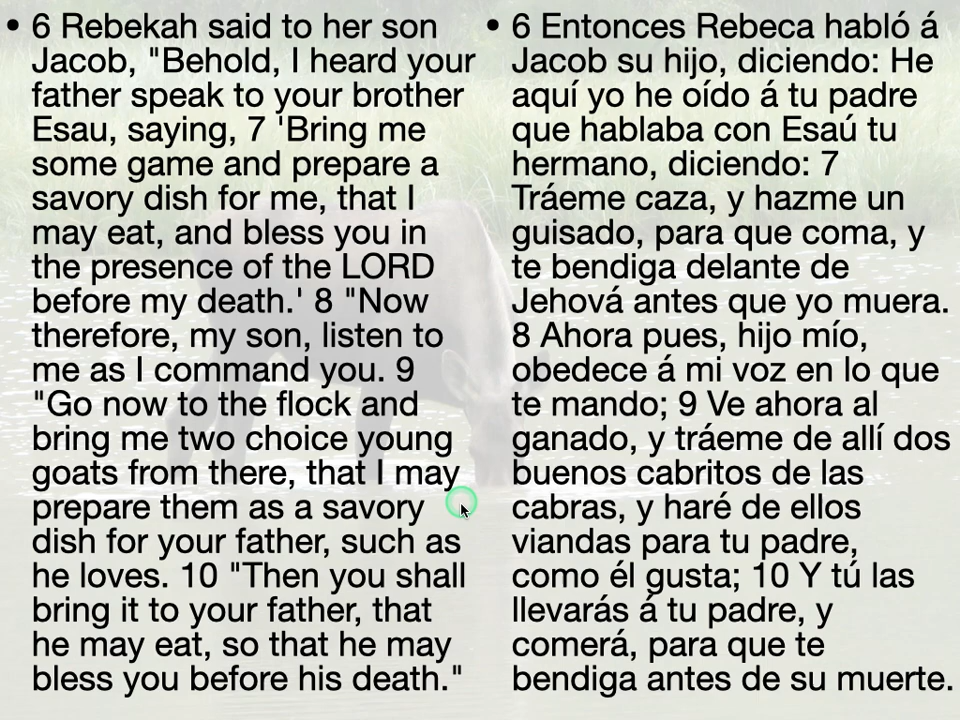 • 6 Rebekah said to her son
Jacob, "Behold, I heard your
father speak to your brother
Esau, saying, 7 'Bring me
some game and prepare a
savory dish for me, that I
may eat, and bless you in
the presence of the LORD
before my death.' 8 "Now
therefore, my son, listen to
me as I command you. 9
"Go now to the flock and
bring me two choice young
goats from there, that I may
prepare them as a savory
dish for your father, such as
he loves. 10 "Then you shall
bring it to your father, that
he may eat, so that he may
bless you before his death."
• 6 Entonces Rebeca habló á
Jacob su hijo, diciendo: He
aquí yo he oído á tu padre
que hablaba con Esaú tu
hermano, diciendo: 7
Tráeme caza, y hazme un
guisado, para que coma, y
te bendiga delante de
Jehová antes que yo muera.
8 Ahora pues, hijo mío,
obedece á mi voz en lo que
te mando; 9 Ve ahora al
ganado, y tráeme de allí dos
buenos cabritos de las
cabras, y haré de ellos
viandas para tu padre,
como él gusta; 10 Y tú las
llevarás á tu padre, y
comerá, para que te
bendiga antes de su muerte.